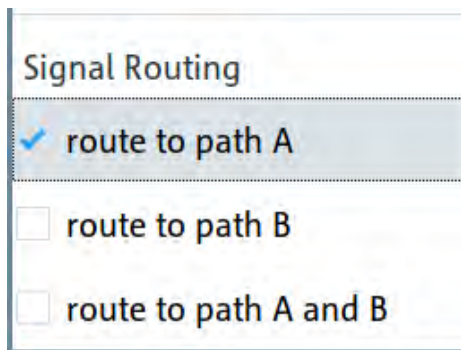 Signal Routing
route to path A
route to path B
route to path A and B